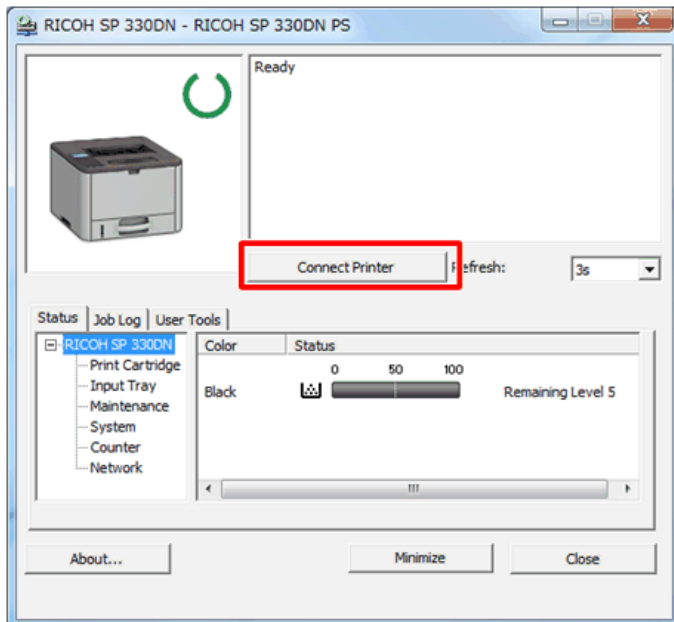 RICOH SP 330DN - RICOH SP 330DN PS
Ready
Connect Printer
Refresh:
3s
Status
Job Log
User Tools
RICOH SP 330DN
Print Cartridge
Input Tray
Maintenance
System
Counter
Network
Color
Status
0 50 100
Black
Remaining Level 5
About...
Minimize
Close